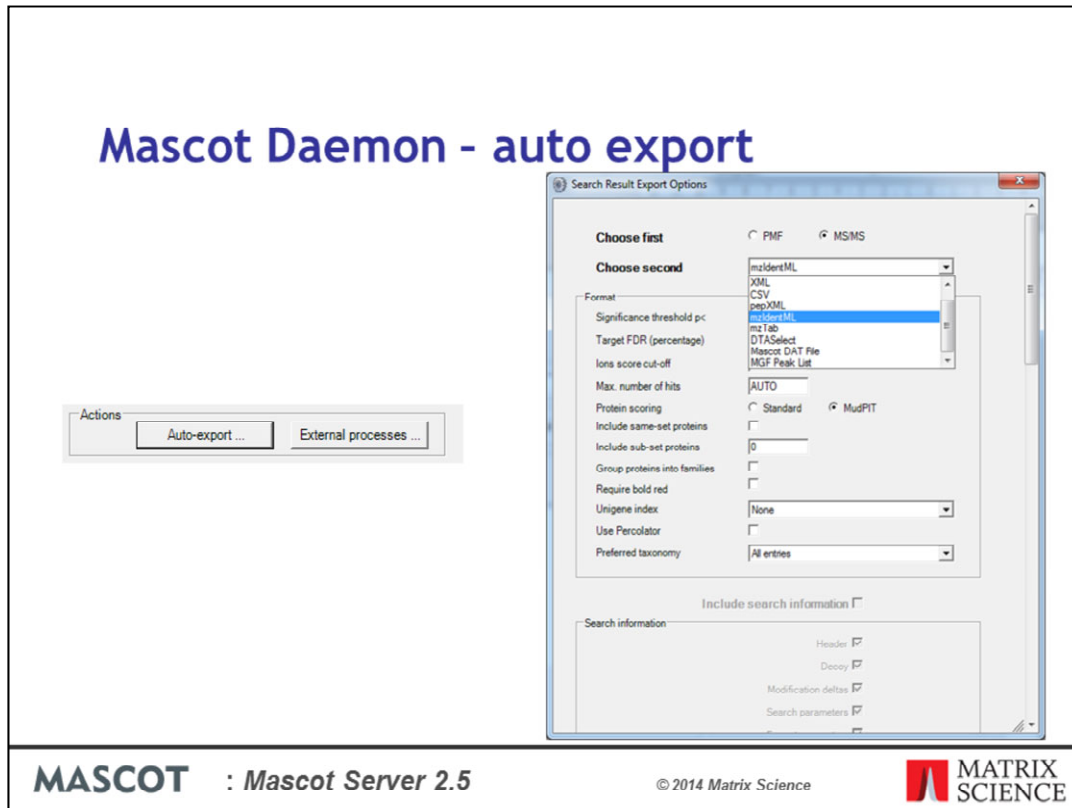 Mascot Daemon - auto export
Actions
Auto-export ...
External processes ...
Search Result Export Options
Choose first
PMF
MS/MS
Choose second
mzIdentML
XML
CSV
pepXML
mzIdentML
mzTab
DTASelect
Mascot DAT File
MGF Peak List
Format
Significance threshold p<
Target FDR (percentage)
Ions score cut-off
Max. number of hits
AUTO
Protein scoring
Standard
MudPIT
Include same-set proteins
Include sub-set proteins
0
Group proteins into families
Require bold red
Unigene index
None
Use Percolator
Preferred taxonomy
All entries
Include search information
Search information
Header
Decoy
Modification deltas
Search parameters
MASCOT : Mascot Server 2.5
© 2014 Matrix Science
MATRIX
SCIENCE